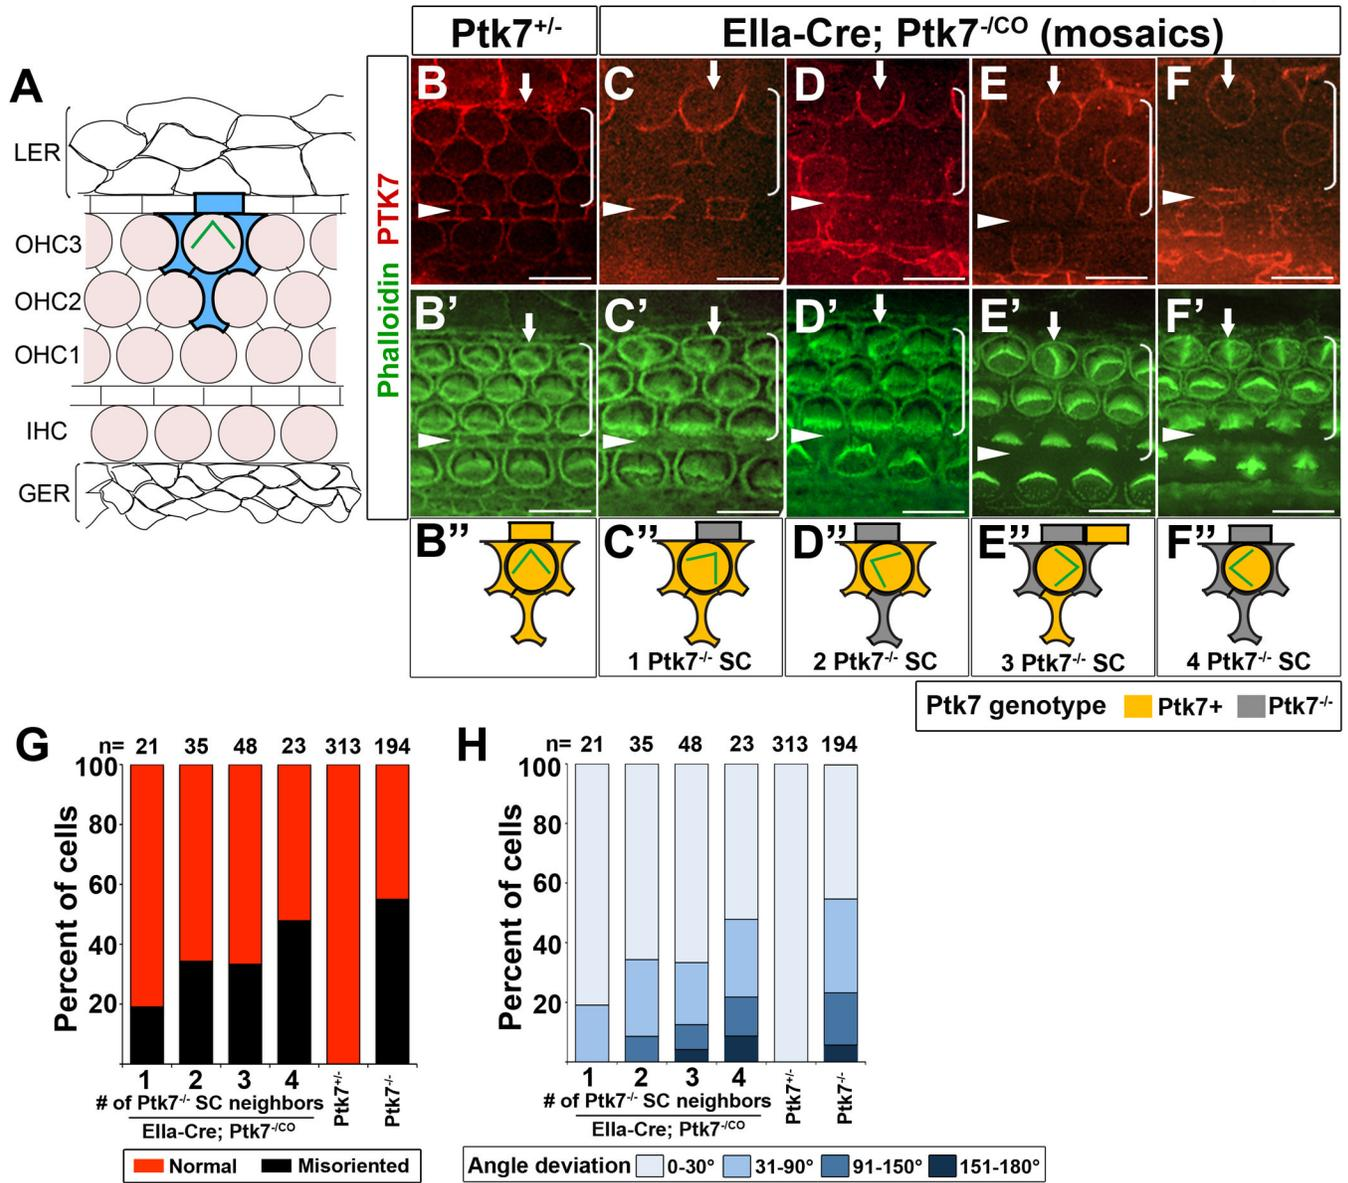 Ptk7+/-
EIIa-Cre; Ptk7-/CO (mosaics)
A
LER
OHC3
OHC2
OHC1
IHC
GER
Phalloidin PTK7
B
C
D
E
F
B’
C’
D’
E’
F’
B’’
C’’
D’’
E’’
F’’
1 Ptk7-/- SC
2 Ptk7-/- SC
3 Ptk7-/- SC
4 Ptk7-/- SC
Ptk7 genotype Ptk7+ Ptk7-/-
G
n= 21 35 48 23 313 194
100
80
60
40
20
Percent of cells
1 2 3 4
Ptk7+/-
Ptk7-/-
# of Ptk7-/- SC neighbors
EIIa-Cre; Ptk7-/CO
Normal Misoriented
H
n= 21 35 48 23 313 194
100
80
60
40
20
Percent of cells
1 2 3 4
Ptk7+/-
Ptk7-/-
# of Ptk7-/- SC neighbors
EIIa-Cre; Ptk7-/CO
Angle deviation 0-30° 31-90° 91-150° 151-180°